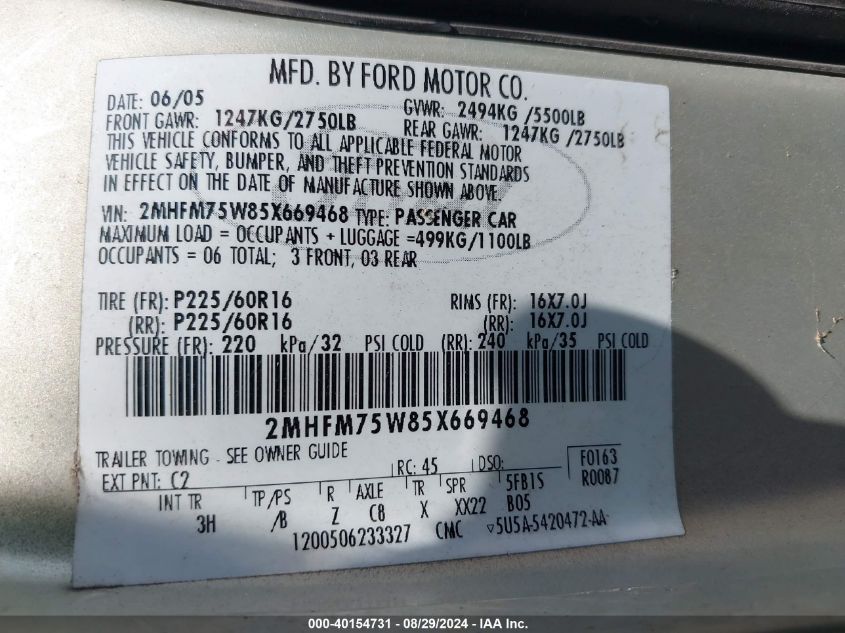 MFD. BY FORD MOTOR CO.
DATE: 06/05 GVWR: 2494KG /5500LB
FRONT GAWR: 1247KG/2750LB REAR GAWR: 1247KG /2750LB
THIS VEHICLE CONFORMS TO ALL APPLICABLE FEDERAL MOTOR
VEHICLE SAFETY, BUMPER, AND THEFT PREVENTION STANDARDS
IN EFFECT ON THE DATE OF MANUFACTURE SHOWN ABOVE.
VIN: 2MHFM75W85X669468 TYPE: PASSENGER CAR
MAXIMUM LOAD = OCCUPANTS + LUGGAGE =499KG/1100LB
OCCUPANTS = 06 TOTAL; 3 FRONT, 03 REAR
TIRE (FR): P225/60R16 RIMS (FR): 16X7.0J
(RR): P225/60R16 (RR): 16X7.0J
PRESSURE (FR): 220 kPa/32 PSI COLD (RR): 240 kPa/35 PSI COLD
2MHFM75W85X669468
TRAILER TOWING - SEE OWNER GUIDE
EXT PNT: C2 RC: 45 DSO: F0163
R0087
INT TR TP/PS R AXLE TR SPR 5FB1S
3H /B Z C8 X XX22 B05
1200506233327 CMC ▽5U5A-5420472-AA
000-40154731 - 08/29/2024 - IAA Inc.